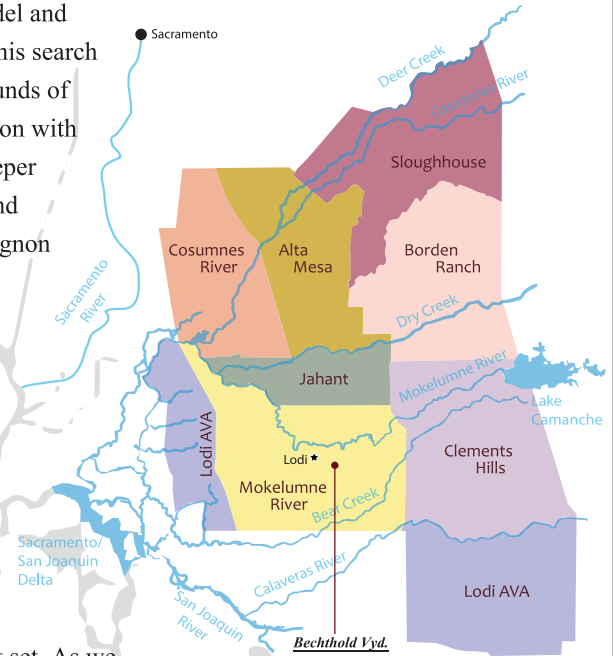 del and
his search
unds of
on with
eper
nd
gnon
Sacramento
Deer Creek
Cosumnes River
Sloughhouse
Cosumnes
River
Alta
Mesa
Borden
Ranch
Sacramento
River
Dry Creek
Jahant
Mokelumne River
Lake
Camanche
Lodi AVA
Lodi
Mokelumne
River
Clements
Hills
Bear Creek
Sacramento/
San Joaquin
Delta
Calaveras River
San Joaquin
River
Lodi AVA
Bechthold Vyd.
t set. As we